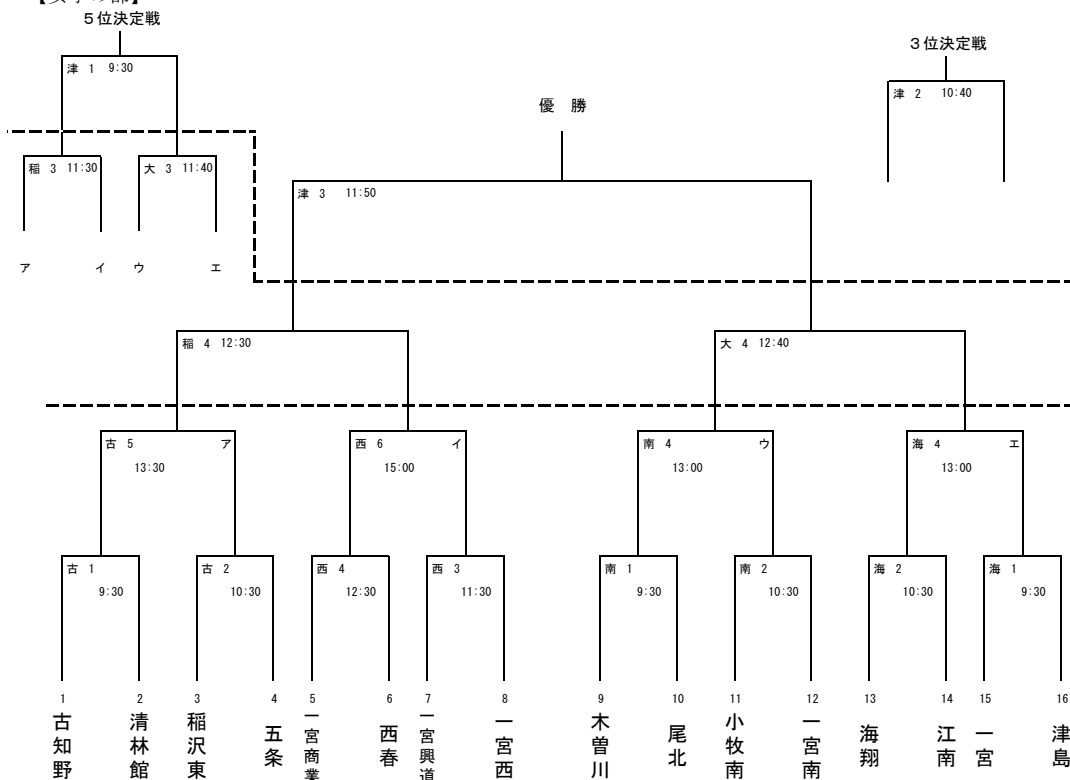 ５位決定戦
津 1 9:30
３位決定戦
津 2 10:40
優 勝
稲 3 11:30
大 3 11:40
津 3 11:50
ア イ ウ エ
稲 4 12:30
大 4 12:40
古 5 ア
13:30
西 6 イ
15:00
南 4 ウ
13:00
海 4 エ
13:00
古 1
9:30
古 2
10:30
西 4
12:30
西 3
11:30
南 1
9:30
南 2
10:30
海 2
10:30
海 1
9:30
1 2 3 4 5 6 7 8 9 10 11 12 13 14 15 16
古知野
清林館
稲沢東
五条
一宮商業
西春
一宮興道
一宮西
木曽川
尾北
小牧南
一宮南
海翔
江南
一宮
津島